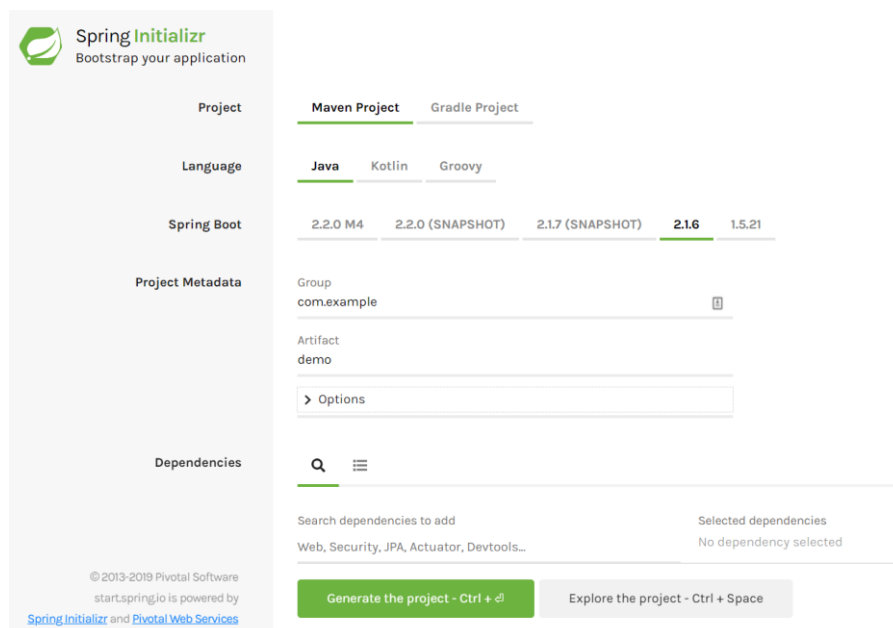 Spring Initializr
Bootstrap your application
Project
Maven Project
Gradle Project
Language
Java
Kotlin
Groovy
Spring Boot
2.2.0 M4
2.2.0 (SNAPSHOT)
2.1.7 (SNAPSHOT)
2.1.6
1.5.21
Project Metadata
Group
com.example
Artifact
demo
Options
Dependencies
Search dependencies to add
Web, Security, JPA, Actuator, Devtools...
Selected dependencies
No dependency selected
© 2013-2019 Pivotal Software
start.spring.io is powered by
Spring Initializr and Pivotal Web Services
Generate the project - Ctrl + ⏎
Explore the project - Ctrl + Space